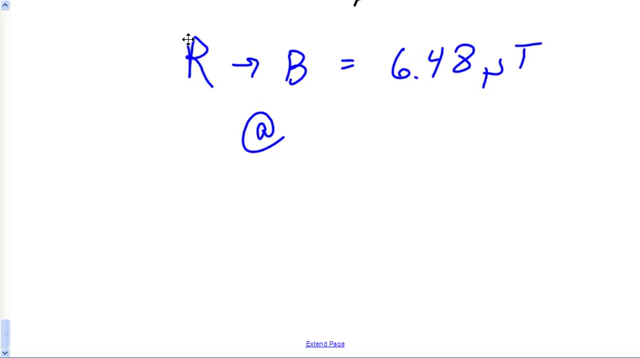 R → B = 6.48 μT
@
Extend Page